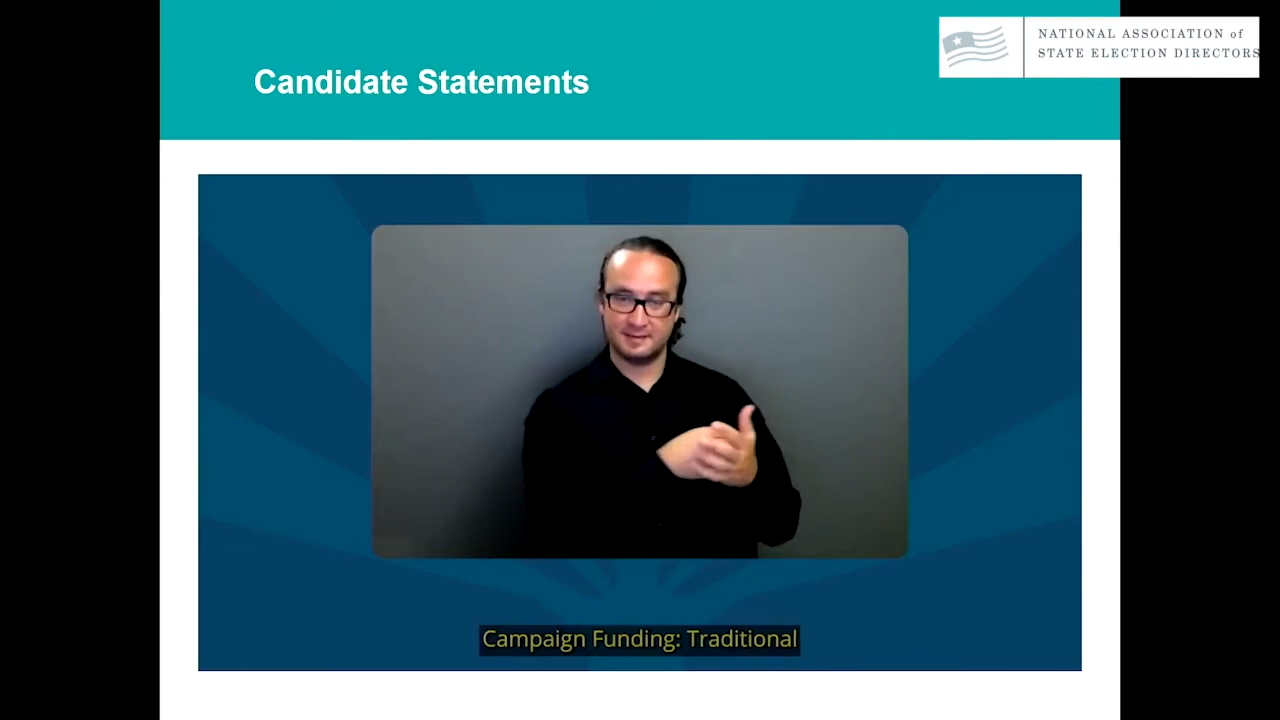 Candidate Statements
NATIONAL ASSOCIATION of
STATE ELECTION DIRECTORS
Campaign Funding: Traditional